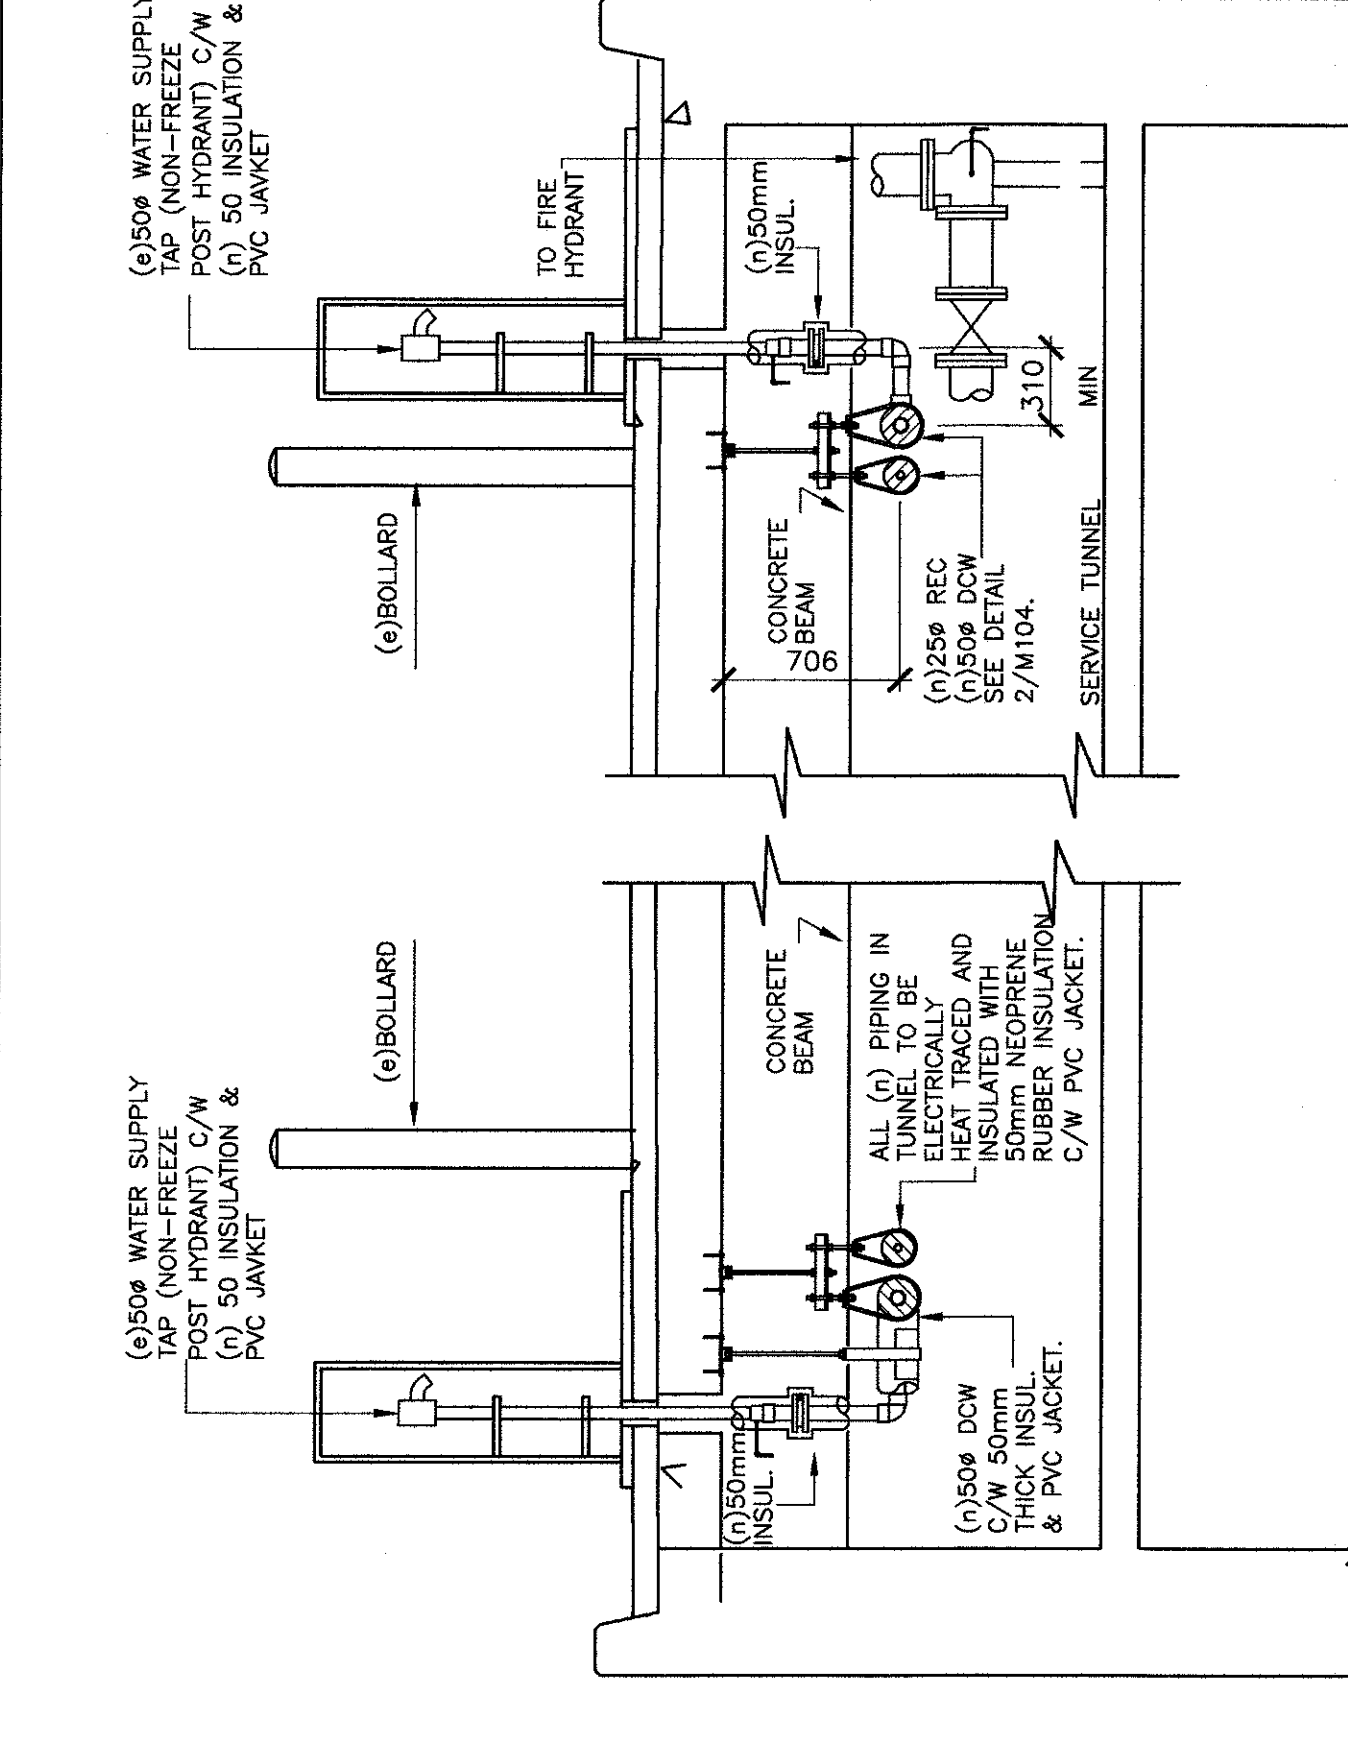 (e)50ø WATER SUPPLY
TAP (NON-FREEZE
POST HYDRANT) C/W
(n) 50 INSULATION &
PVC JAVKET
(e)BOLLARD
(n)50mm
INSUL.
CONCRETE
BEAM
ALL (n) PIPING IN
TUNNEL TO BE
ELECTRICALLY
HEAT TRACED AND
INSULATED WITH
50mm NEOPRENE
RUBBER INSULATION
C/W PVC JACKET.
(n)50ø DCW
C/W 50mm
THICK INSUL.
& PVC JACKET.
(e)50ø WATER SUPPLY
TAP (NON-FREEZE
POST HYDRANT) C/W
(n) 50 INSULATION &
PVC JAVKET
(e)BOLLARD
TO FIRE
HYDRANT
(n)50mm
INSUL.
CONCRETE
BEAM
706
(n)25ø REC
(n)50ø DCW
SEE DETAIL
2/M104.
310
MIN
SERVICE TUNNEL